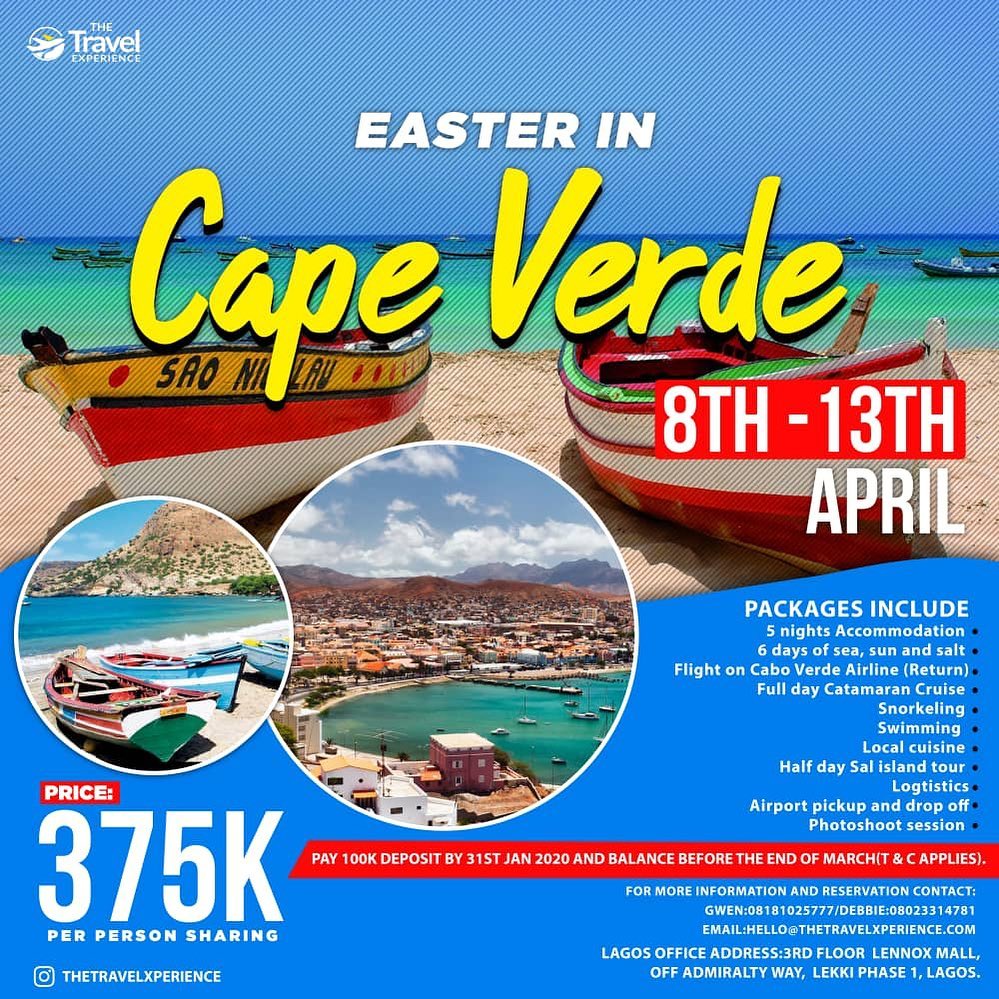 THE
Travel
EXPERIENCE
EASTER IN
Cape Verde
SAO NI LAU
8TH - 13TH
APRIL
PACKAGES INCLUDE
5 nights Accommodation •
6 days of sea, sun and salt •
Flight on Cabo Verde Airline (Return) •
Full day Catamaran Cruise •
Snorkeling •
Swimming •
Local cuisine •
Half day Sal island tour •
Logtistics •
Airport pickup and drop off •
Photoshoot session •
PRICE:
375K
PER PERSON SHARING
PAY 100K DEPOSIT BY 31ST JAN 2020 AND BALANCE BEFORE THE END OF MARCH(T & C APPLIES).
FOR MORE INFORMATION AND RESERVATION CONTACT:
GWEN:08181025777/DEBBIE:08023314781
EMAIL:HELLO@THETRAVELXPERIENCE.COM
LAGOS OFFICE ADDRESS:3RD FLOOR LENNOX MALL,
OFF ADMIRALTY WAY, LEKKI PHASE 1, LAGOS.
THETRAVELXPERIENCE